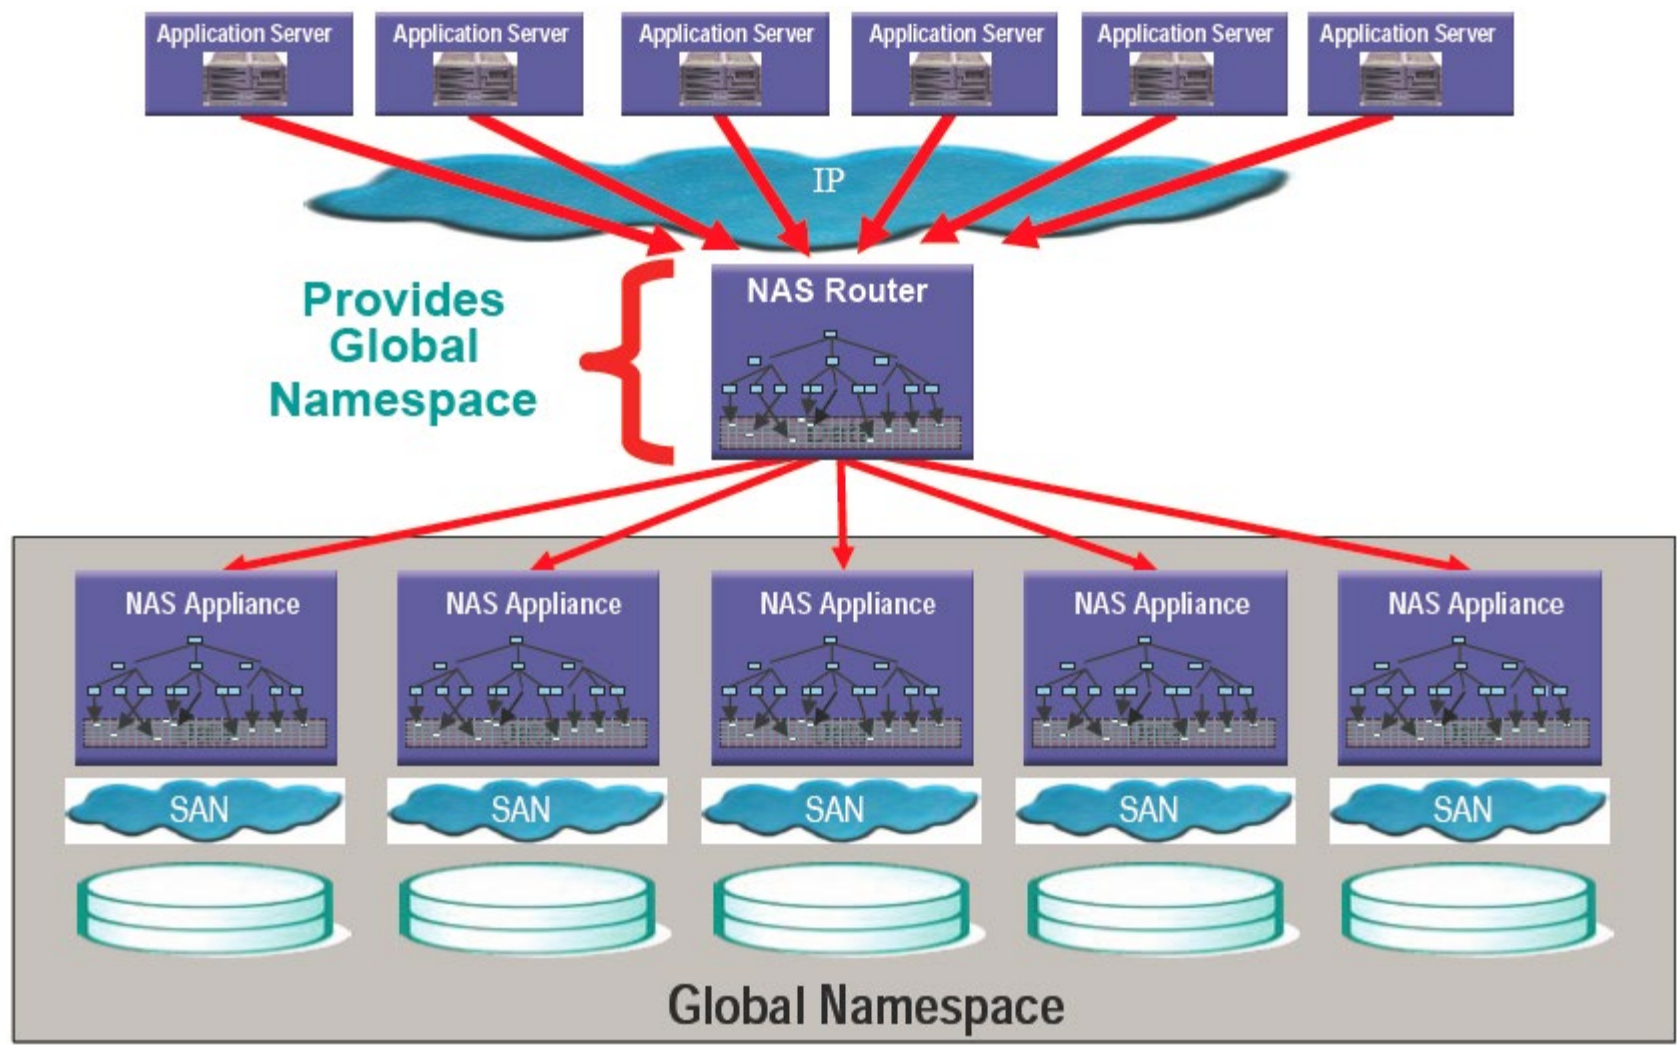 Application Server
Application Server
Application Server
Application Server
Application Server
Application Server
IP
Provides
Global
Namespace
NAS Router
NAS Appliance
NAS Appliance
NAS Appliance
NAS Appliance
NAS Appliance
SAN
SAN
SAN
SAN
SAN
Global Namespace